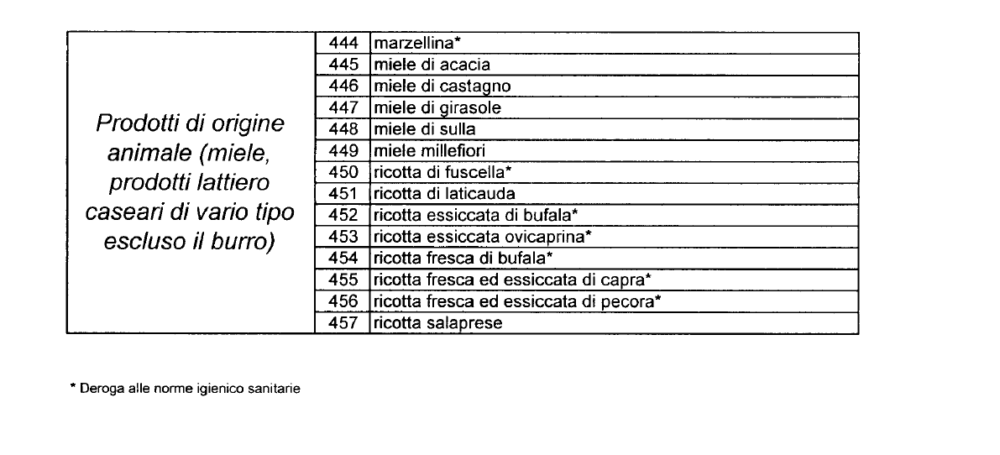 Prodotti di origine
animale (miele,
prodotti lattiero
caseari di vario tipo
escluso il burro)
444 marzellina*
445 miele di acacia
446 miele di castagno
447 miele di girasole
448 miele di sulla
449 miele millefiori
450 ricotta di fuscella*
451 ricotta di laticauda
452 ricotta essiccata di bufala*
453 ricotta essiccata ovicaprina*
454 ricotta fresca di bufala*
455 ricotta fresca ed essiccata di capra*
456 ricotta fresca ed essiccata di pecora*
457 ricotta salaprese
* Deroga alle norme igienico sanitarie